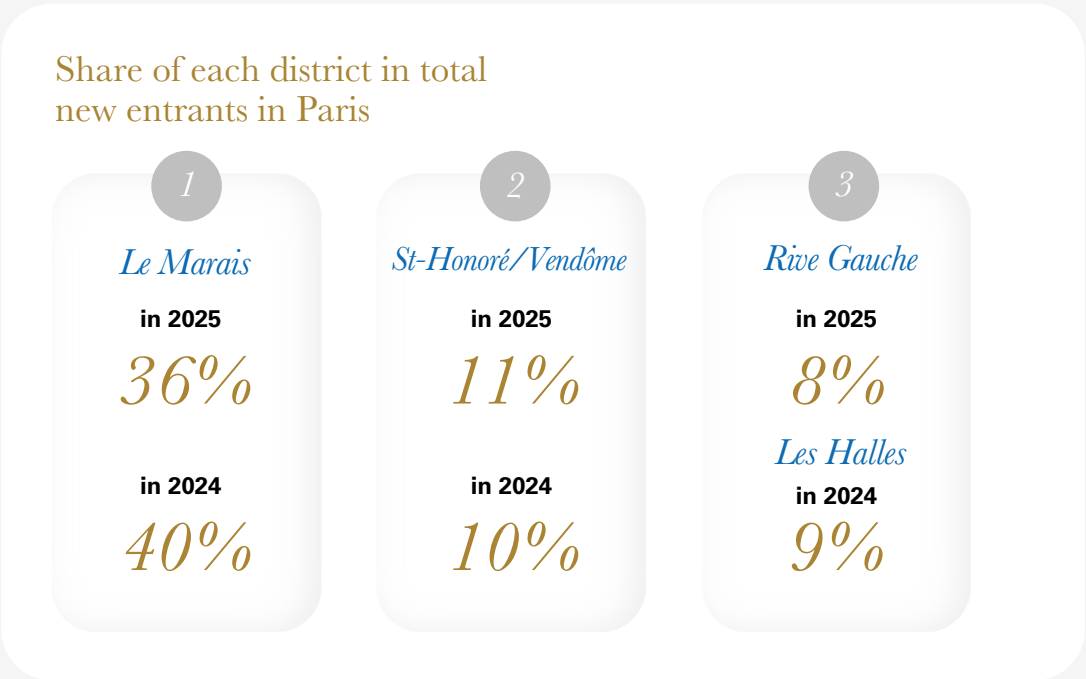 Share of each district in total
new entrants in Paris
1
Le Marais
in 2025
36%
in 2024
40%
2
St-Honoré/Vendôme
in 2025
11%
in 2024
10%
3
Rive Gauche
in 2025
8%
Les Halles
in 2024
9%